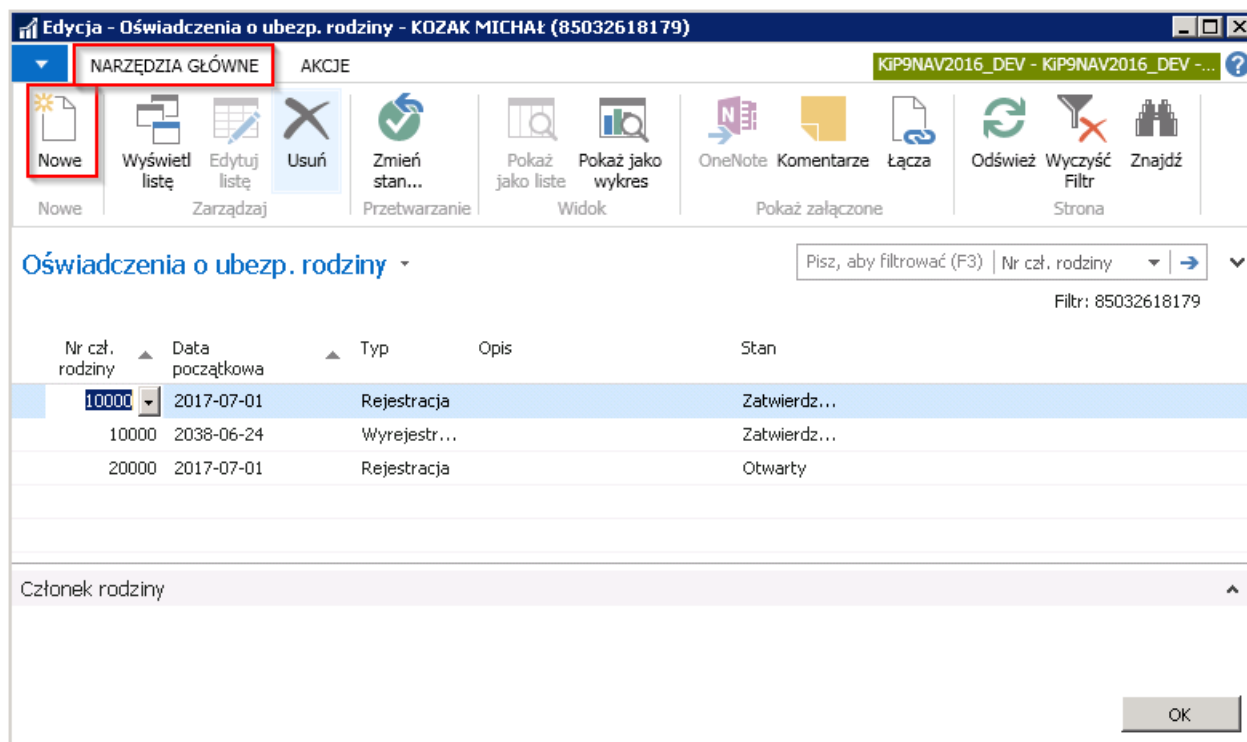 Edycja - Oświadczenia o ubezp. rodziny - KOZAK MICHAŁ (85032618179)
NARZĘDZIA GŁÓWNE AKCJE KiP9NAV2016_DEV - KiP9NAV2016_DEV -... ?
Nowe Wyświetl listę Edytuj listę Usuń Zmień stan... Pokaż jako liste Pokaż jako wykres OneNote Komentarze Łącza Odśwież Wyczyść Filtr Znajdź
Nowe Zarządzaj Przetwarzanie Widok Pokaż załączone Strona
Oświadczenia o ubezp. rodziny Pisz, aby filtrować (F3) Nr czł. rodziny
Filtr: 85032618179
Nr czł. rodziny Data początkowa Typ Opis Stan
10000 2017-07-01 Rejestracja Zatwierdz...
10000 2038-06-24 Wyrejestr... Zatwierdz...
20000 2017-07-01 Rejestracja Otwarty
Członek rodziny
OK